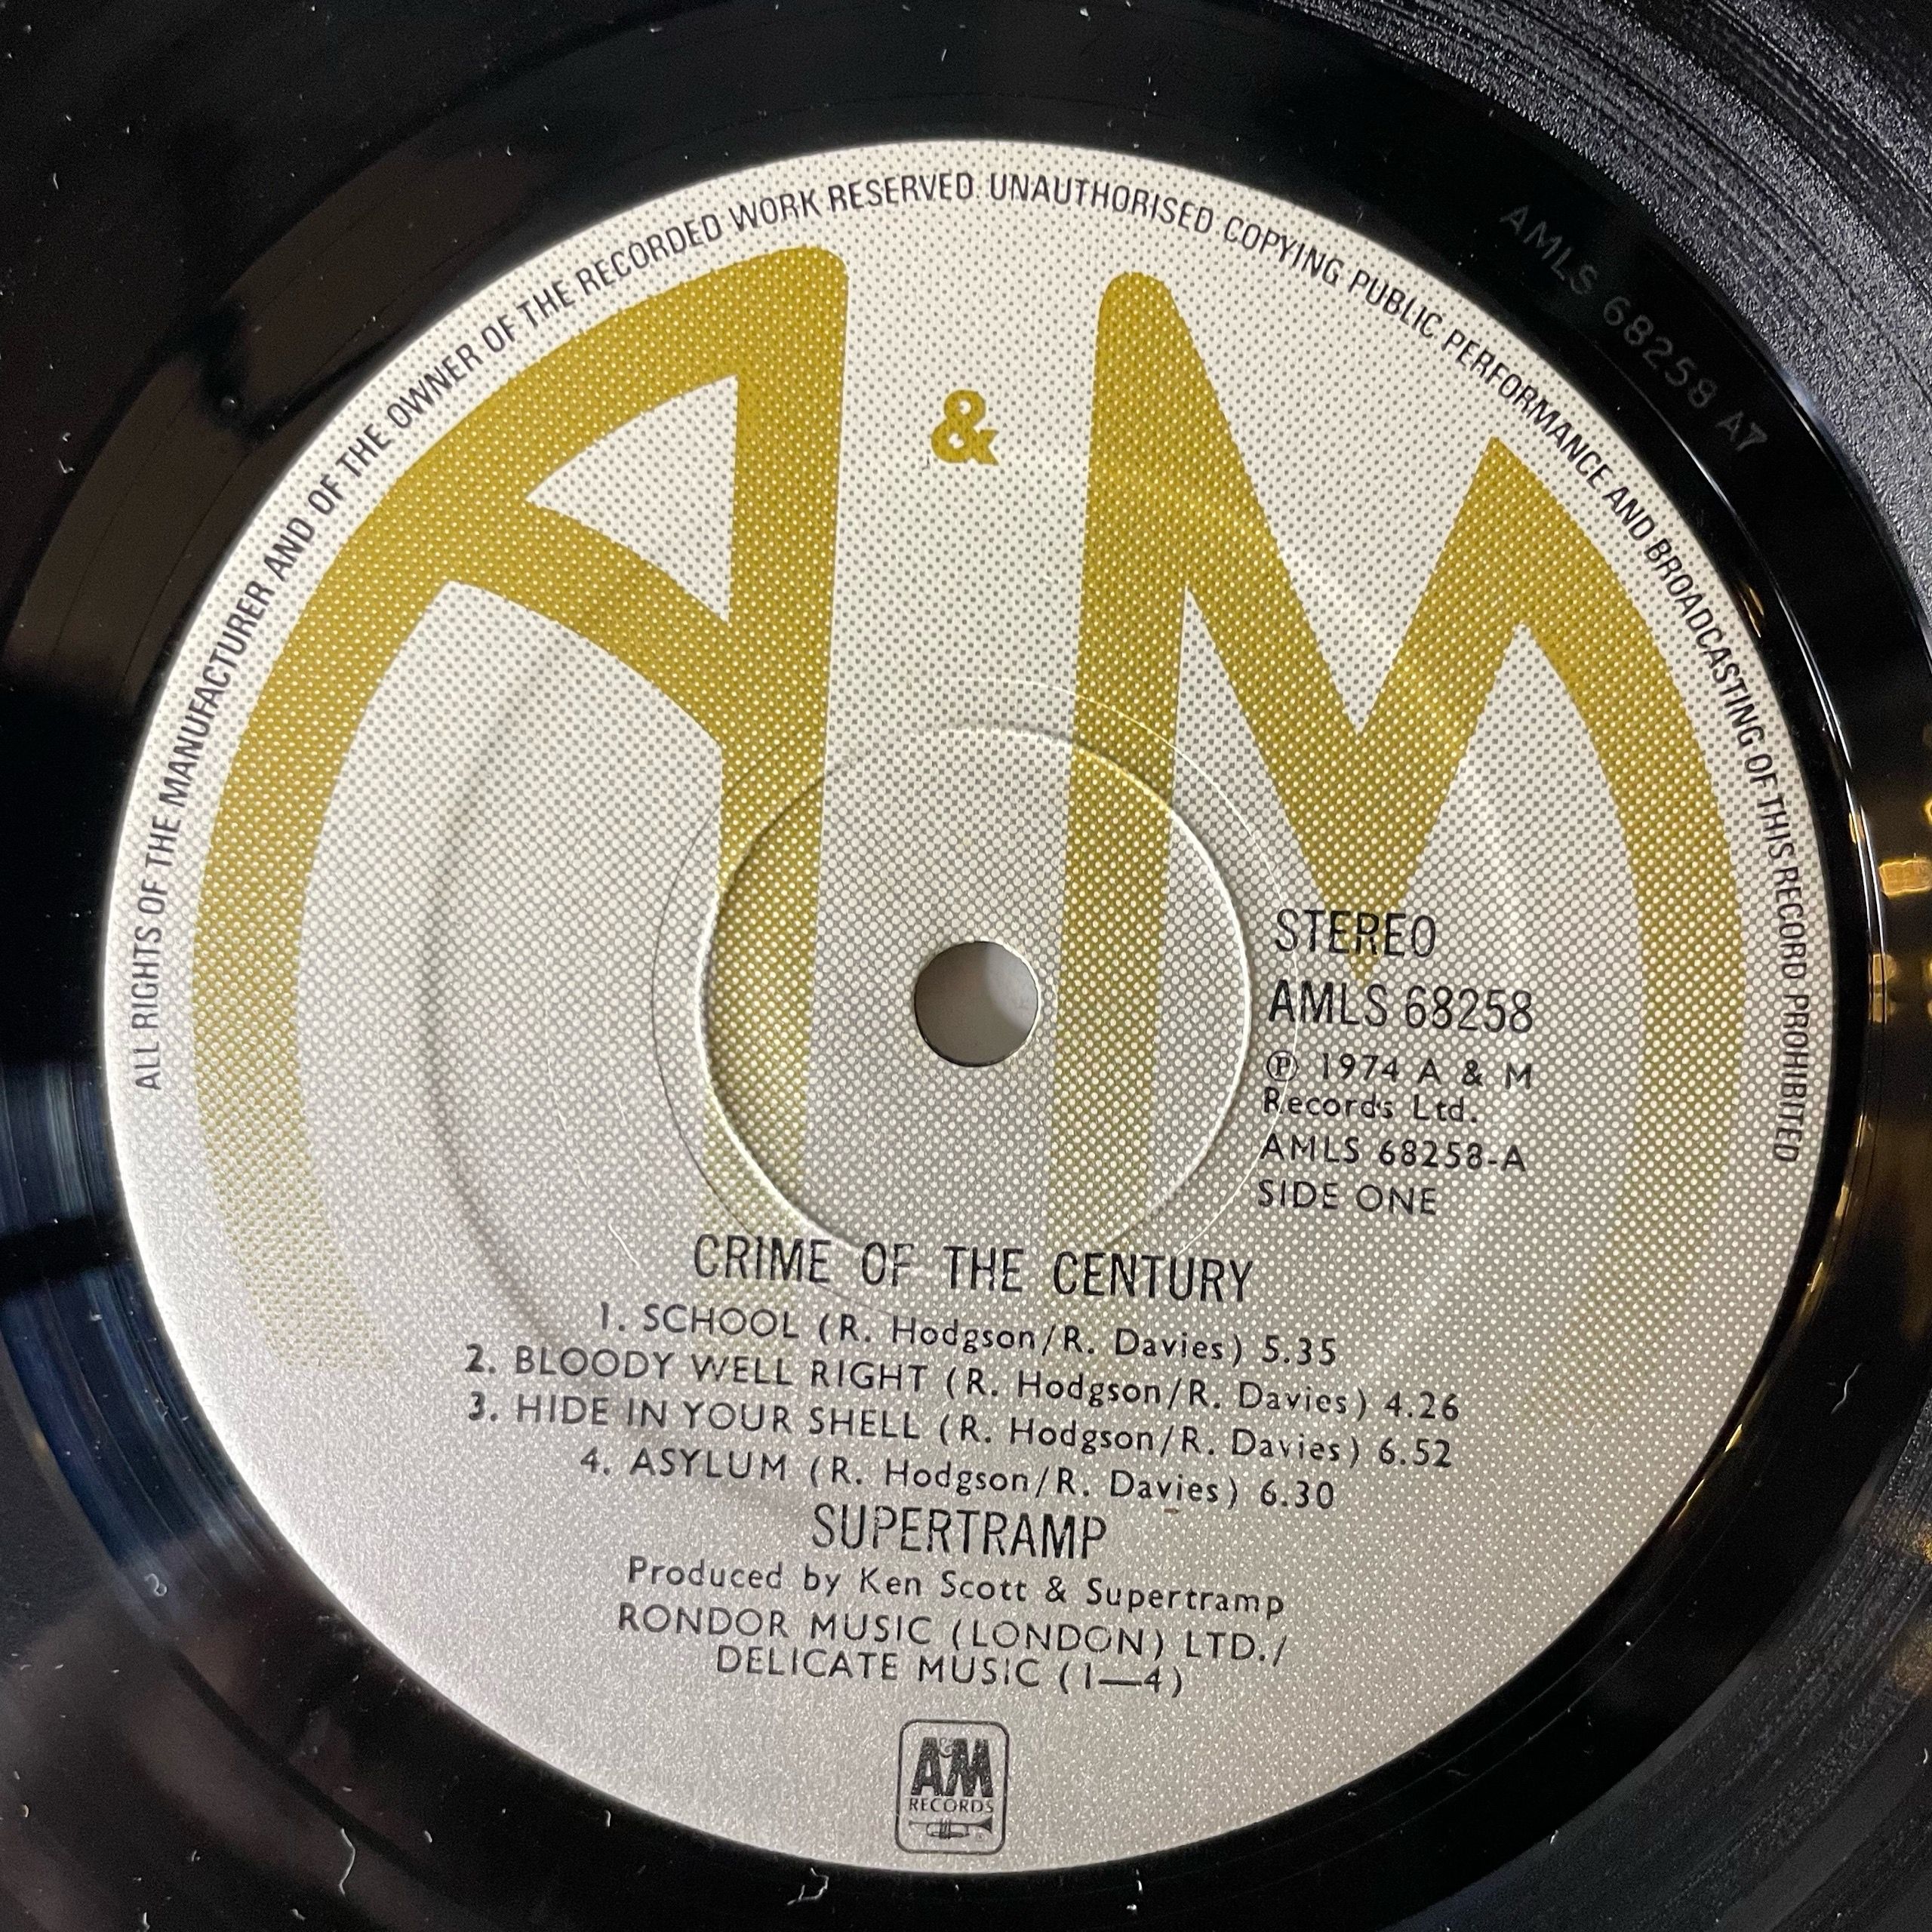 ALL RIGHTS OF THE MANUFACTURER AND OF THE OWNER OF THE RECORDED WORK RESERVED UNAUTHORISED COPYING PUBLIC PERFORMANCE AND BROADCASTING OF THIS RECORD PROHIBITED
AMLS 68258 A7
A & M
STEREO
AMLS 68258
℗ 1974 A & M
Records Ltd.
AMLS 68258-A
SIDE ONE
CRIME OF THE CENTURY
1. SCHOOL (R. Hodgson/R. Davies) 5.35
2. BLOODY WELL RIGHT (R. Hodgson/R. Davies) 4.26
3. HIDE IN YOUR SHELL (R. Hodgson/R. Davies) 6.52
4. ASYLUM (R. Hodgson/R. Davies) 6.30
SUPERTRAMP
Produced by Ken Scott & Supertramp
RONDOR MUSIC (LONDON) LTD./
DELICATE MUSIC (1—4)
A&M
RECORDS
2